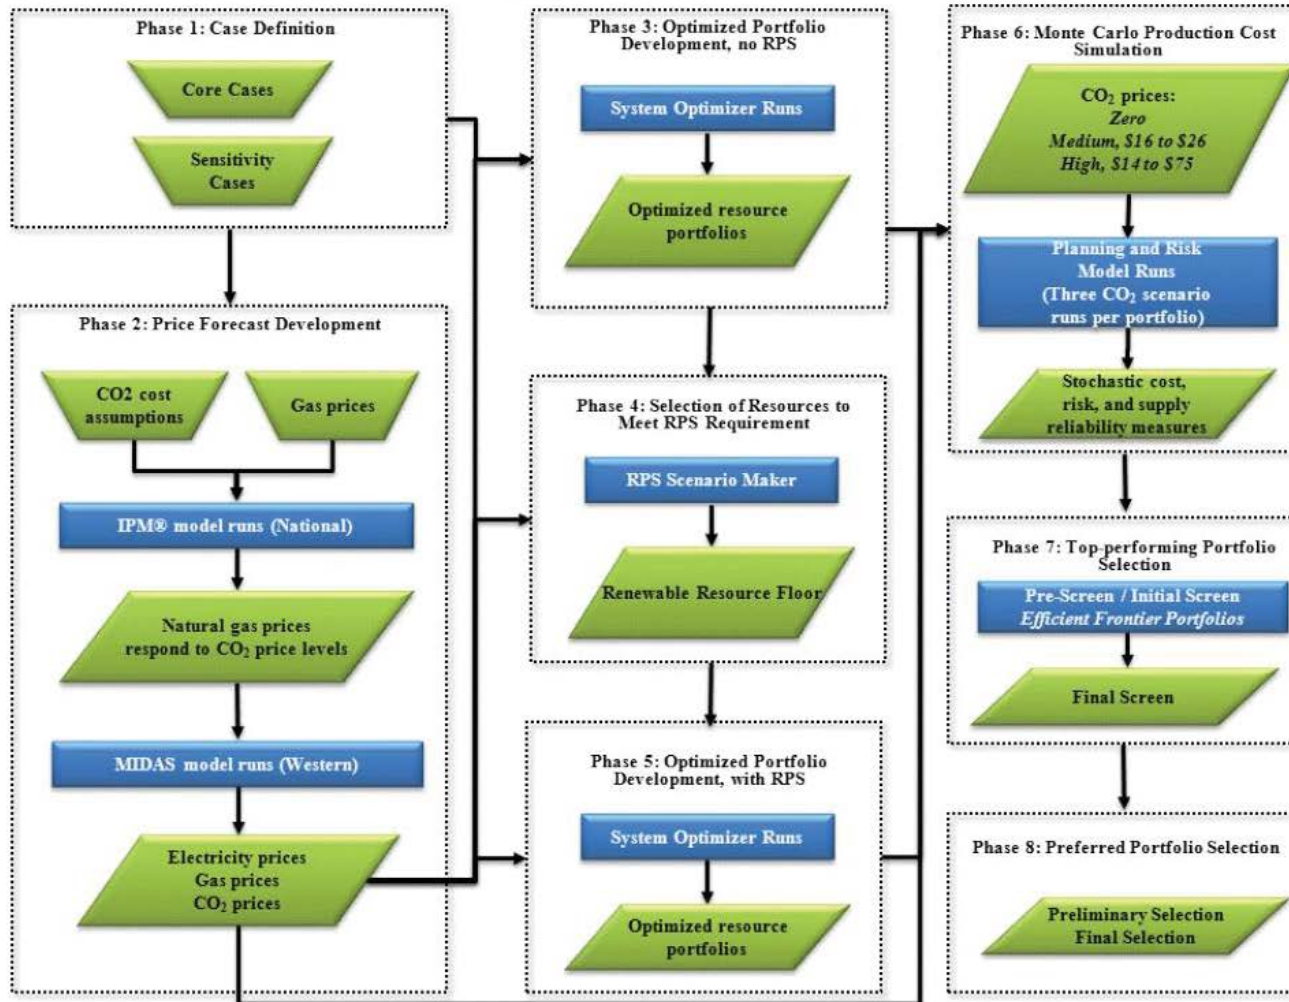 Phase 1: Case Definition
Core Cases
Sensitivity
Cases
Phase 2: Price Forecast Development
CO2 cost
assumptions
Gas prices
IPM® model runs (National)
Natural gas prices
respond to CO₂ price levels
MIDAS model runs (Western)
Electricity prices
Gas prices
CO₂ prices
Phase 3: Optimized Portfolio
Development, no RPS
System Optimizer Runs
Optimized resource
portfolios
Phase 4: Selection of Resources to
Meet RPS Requirement
RPS Scenario Maker
Renewable Resource Floor
Phase 5: Optimized Portfolio
Development, with RPS
System Optimizer Runs
Optimized resource
portfolios
Phase 6: Monte Carlo Production Cost
Simulation
CO₂ prices:
Zero
Medium, $16 to $26
High, $14 to $75
Planning and Risk
Model Runs
(Three CO₂ scenario
runs per portfolio)
Stochastic cost,
risk, and supply
reliability measures
Phase 7: Top-performing Portfolio
Selection
Pre-Screen / Initial Screen
Efficient Frontier Portfolios
Final Screen
Phase 8: Preferred Portfolio Selection
Preliminary Selection
Final Selection